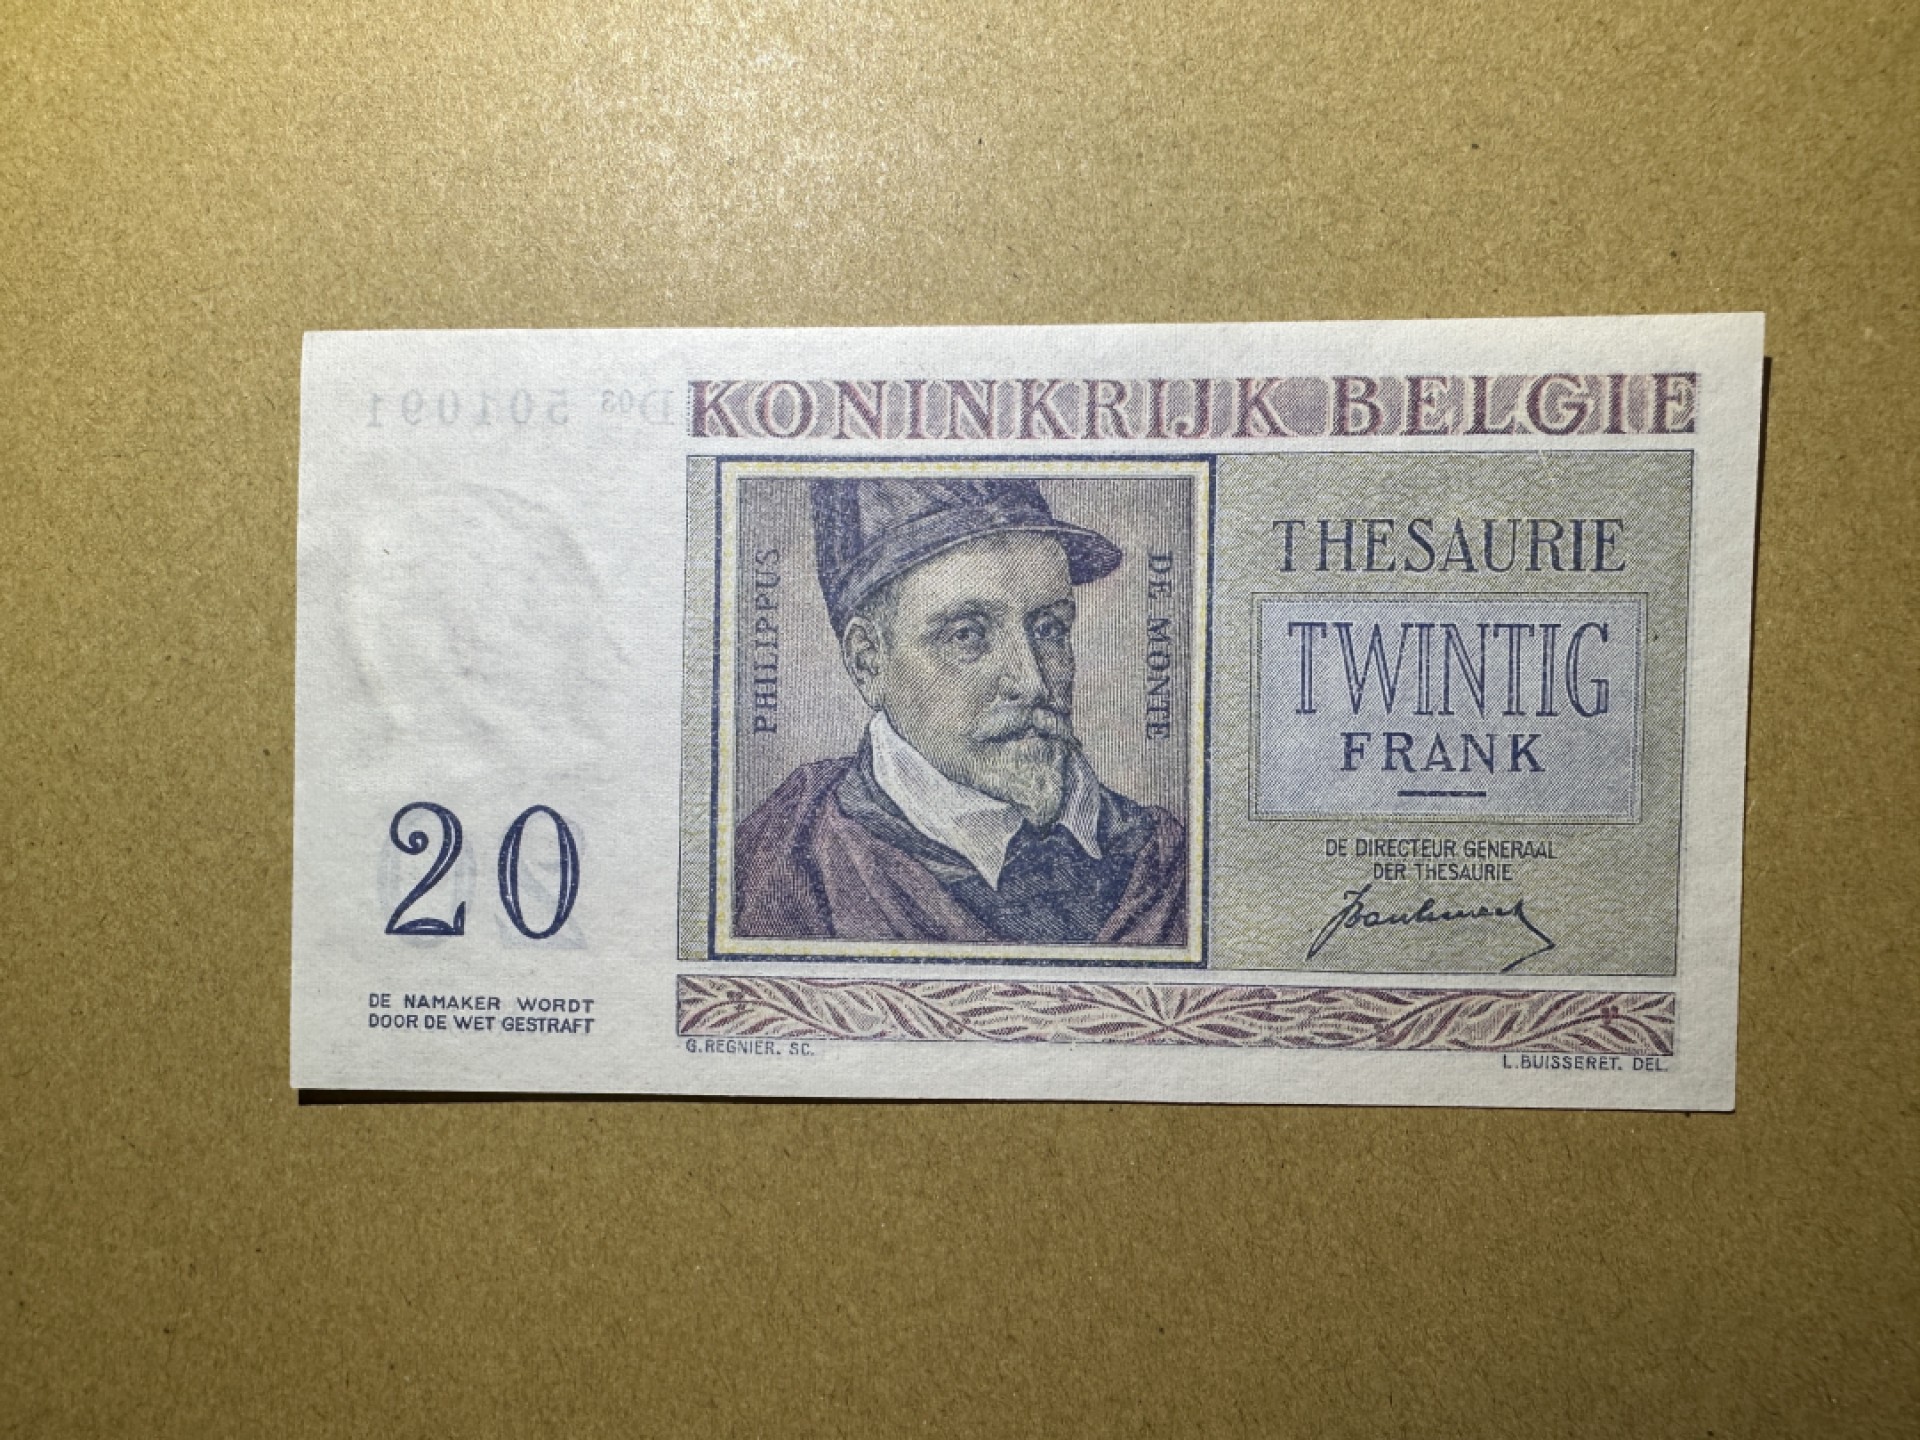 D08 501091
KONINKRIJK BELGIE
PHILIPPUS
DE MONTE
THESAURIE
TWINTIG
FRANK
DE DIRECTEUR GENERAAL
DER THESAURIE
20
DE NAMAKER WORDT
DOOR DE WET GESTRAFT
G.REGNIER. SC.
L.BUISSERET. DEL.